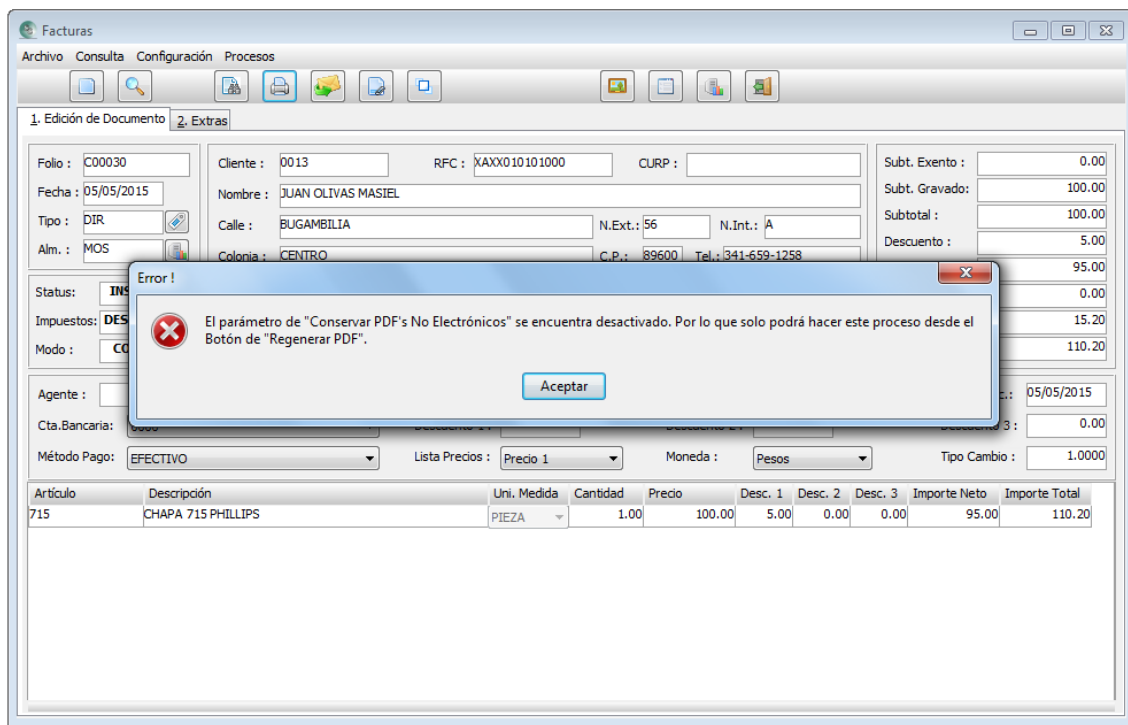 Facturas
Archivo Consulta Configuración Procesos
1. Edición de Documento 2. Extras
Folio : C00030
Cliente : 0013 RFC : XAXX010101000 CURP :
Subt. Exento : 0.00
Fecha : 05/05/2015
Nombre : JUAN OLIVAS MASIEL
Subt. Gravado: 100.00
Tipo : DIR
Calle : BUGAMBILIA N.Ext.: 56 N.Int.: A
Subtotal : 100.00
Alm. : MOS
Colonia : CENTRO C.P.: 89600 Tel.: 341-659-1258
Descuento : 5.00
95.00
Error !
Status: INS
0.00
El parámetro de "Conservar PDF's No Electrónicos" se encuentra desactivado. Por lo que solo podrá hacer este proceso desde el
Botón de "Regenerar PDF".
Impuestos: DES
15.20
Modo : CO
110.20
Aceptar
Agente :
05/05/2015
Cta.Bancaria:
3 : 0.00
Método Pago: EFECTIVO Lista Precios : Precio 1 Moneda : Pesos Tipo Cambio : 1.0000
Artículo Descripción Uni. Medida Cantidad Precio Desc. 1 Desc. 2 Desc. 3 Importe Neto Importe Total
715 CHAPA 715 PHILLIPS PIEZA 1.00 100.00 5.00 0.00 0.00 95.00 110.20